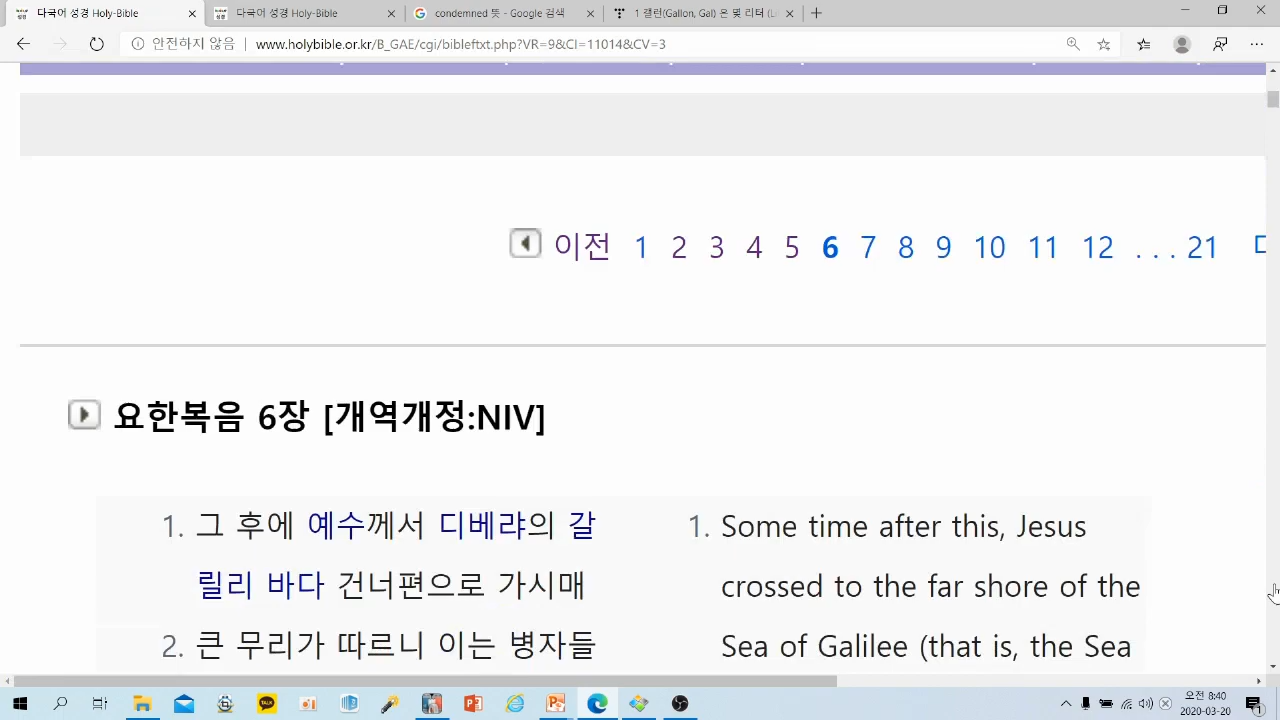 다국어 성경 Holy-Bible
다국어 성경 Holy-Bible
condemned 뜻 - Google 검색
1 갤런(Gallon, Gal) 은 몇 리터 (Li
안전하지 않음 www.holybible.or.kr/B_GAE/cgi/bibleftxt.php?VR=9&CI=11014&CV=3
이전 1 2 3 4 5 6 7 8 9 10 11 12 . . . 21
요한복음 6장 [개역개정:NIV]
1. 그 후에 예수께서 디베랴의 갈
릴리 바다 건너편으로 가시매
2. 큰 무리가 따르니 이는 병자들
1. Some time after this, Jesus
crossed to the far shore of the
Sea of Galilee (that is, the Sea
오전 8:40
2020-03-20